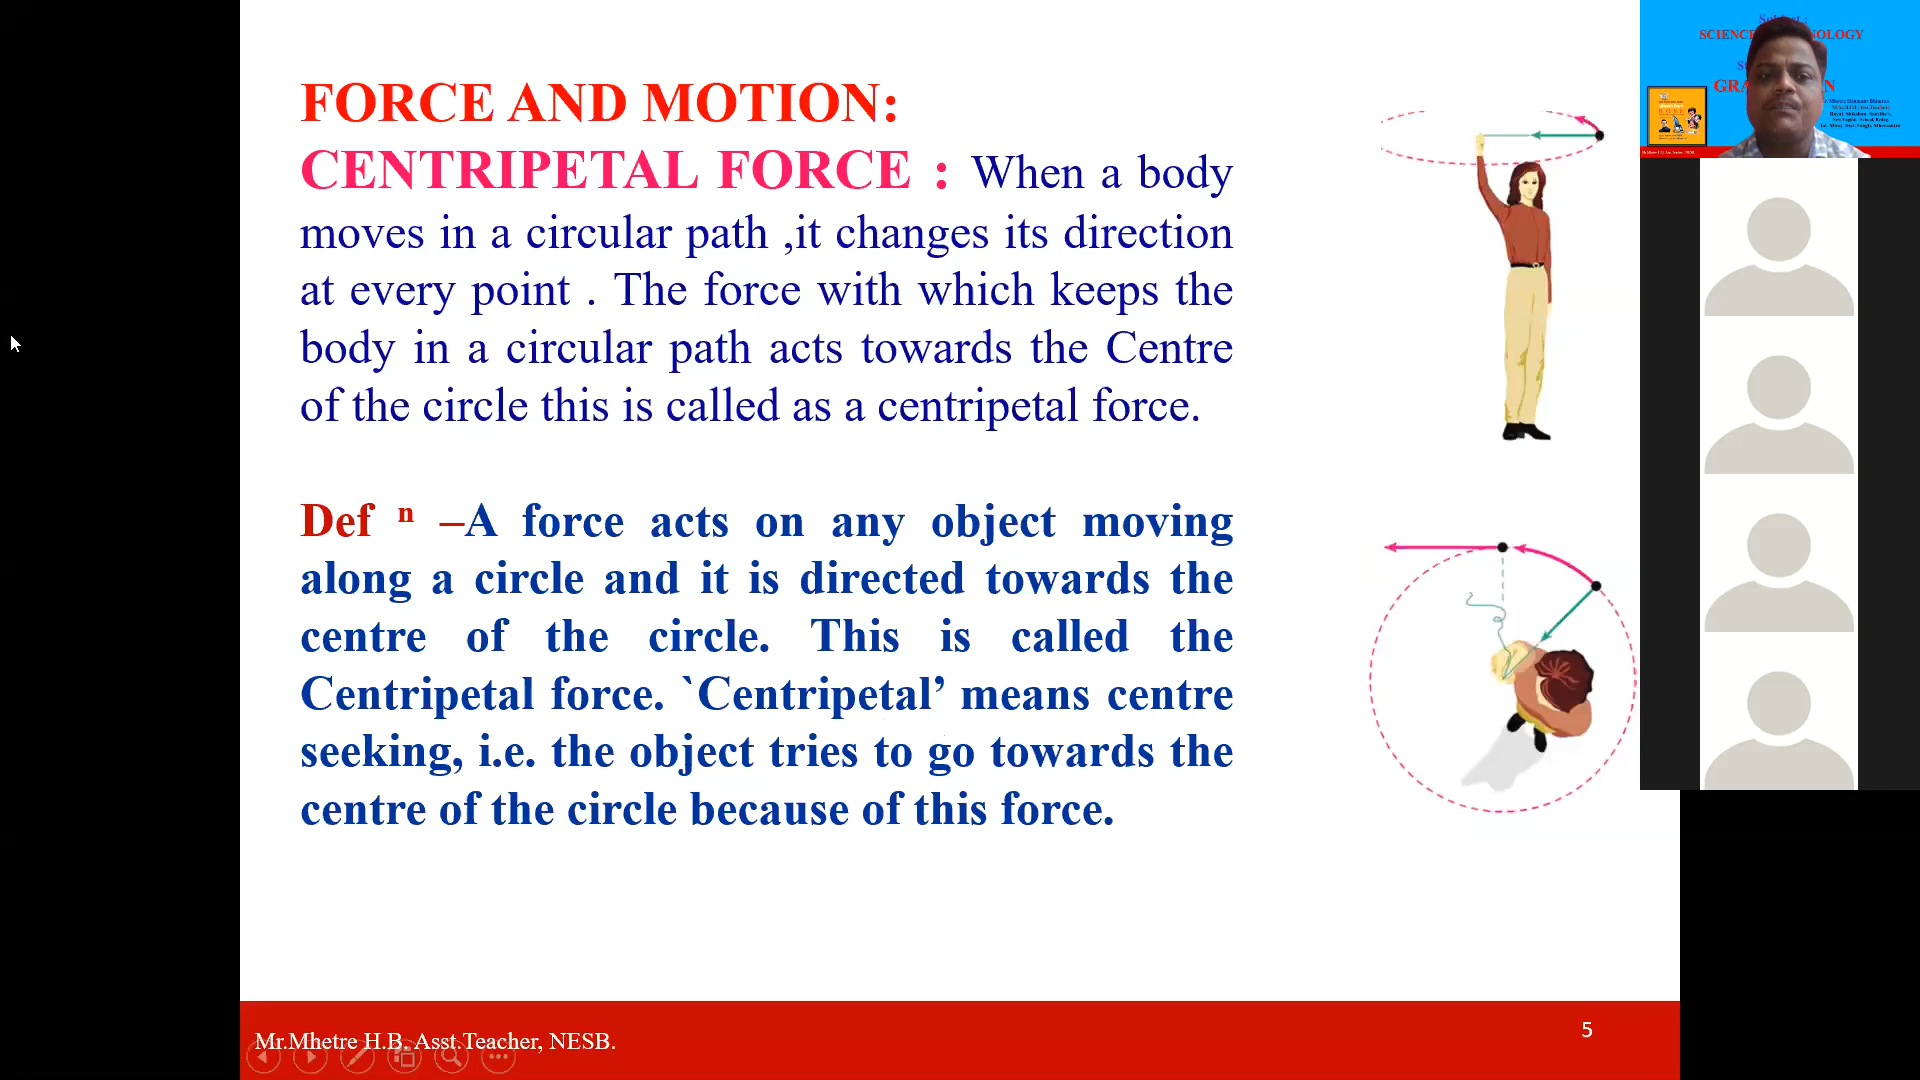 FORCE AND MOTION:
CENTRIPETAL FORCE : When a body
moves in a circular path ,it changes its direction
at every point . The force with which keeps the
body in a circular path acts towards the Centre
of the circle this is called as a centripetal force.
Def ⁿ –A force acts on any object moving
along a circle and it is directed towards the
centre of the circle. This is called the
Centripetal force. `Centripetal’ means centre
seeking, i.e. the object tries to go towards the
centre of the circle because of this force.
Mr.Mhetre H.B. Asst.Teacher, NESB.
5